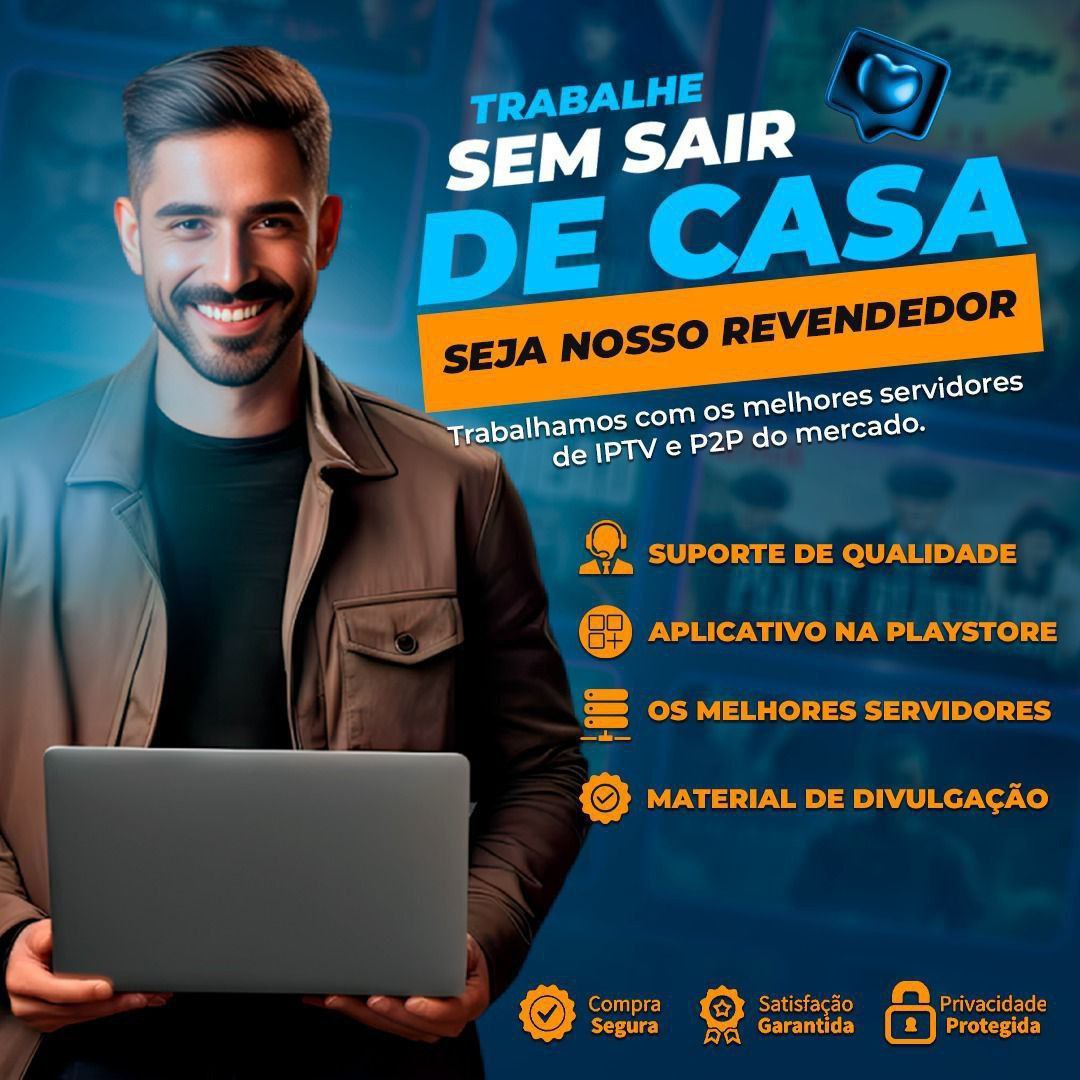 TRABALHE
SEM SAIR
DE CASA
SEJA NOSSO REVENDEDOR
Trabalhamos com os melhores servidores
de IPTV e P2P do mercado.
SUPORTE DE QUALIDADE
APLICATIVO NA PLAYSTORE
OS MELHORES SERVIDORES
MATERIAL DE DIVULGAÇÃO
Compra
Segura
Satisfação
Garantida
Privacidade
Protegida